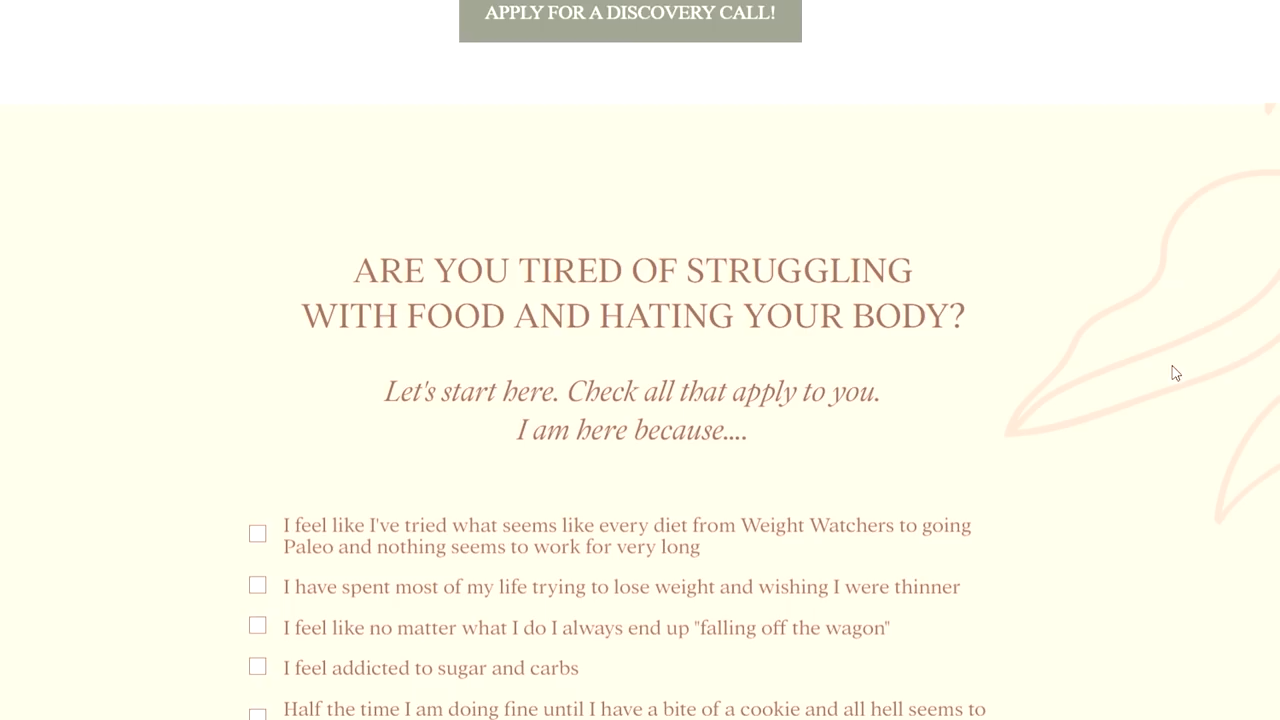 APPLY FOR A DISCOVERY CALL!
ARE YOU TIRED OF STRUGGLING
WITH FOOD AND HATING YOUR BODY?
Let's start here. Check all that apply to you.
I am here because....
I feel like I've tried what seems like every diet from Weight Watchers to going
Paleo and nothing seems to work for very long
I have spent most of my life trying to lose weight and wishing I were thinner
I feel like no matter what I do I always end up "falling off the wagon"
I feel addicted to sugar and carbs
Half the time I am doing fine until I have a bite of a cookie and all hell seems to